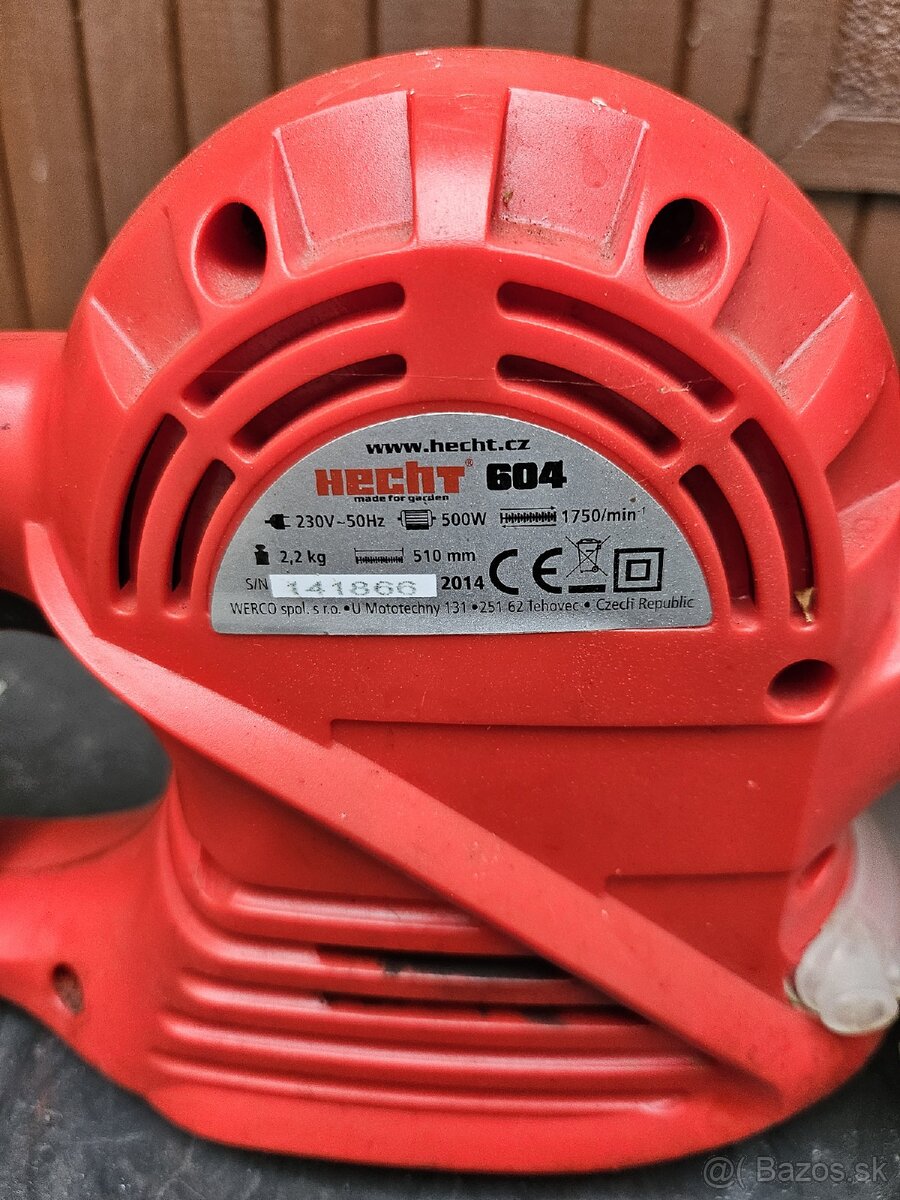 www.hecht.cz
HECHT® 604
made for garden
230V~50Hz 500W 1750/min⁻¹
2,2 kg 510 mm
S/N 141866 2014 CE
WERCO spol. s r.o. • U Mototechny 131 • 251 62 Tehovec • Czech Republic
@( Bazos.sk